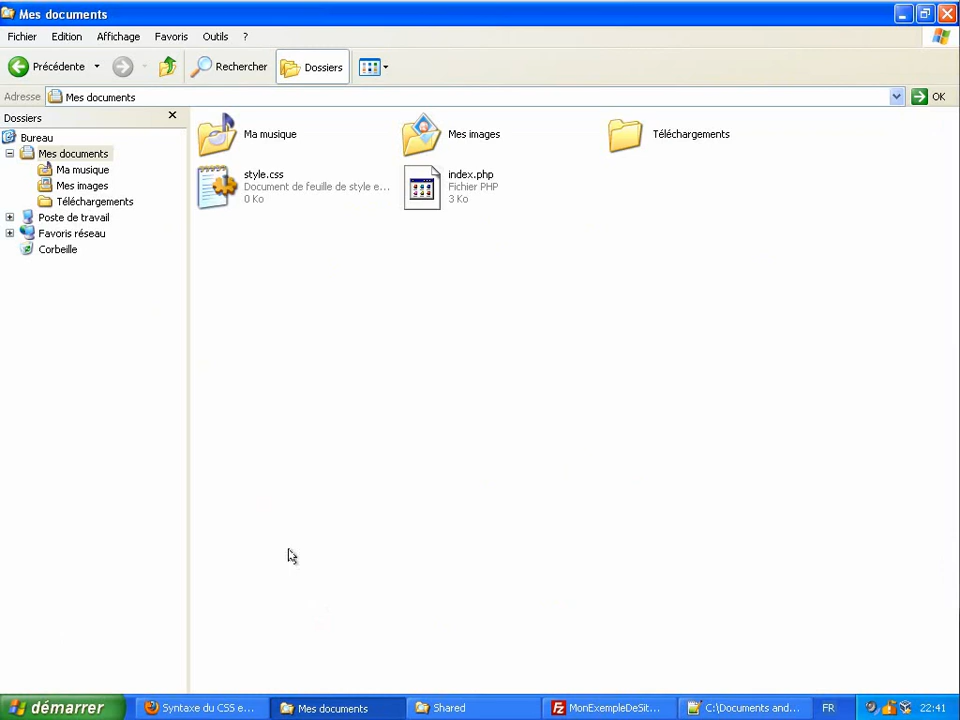 Mes documents
Fichier Edition Affichage Favoris Outils ?
Précédente Rechercher Dossiers
Adresse Mes documents OK
Dossiers
Bureau
Mes documents
Ma musique
Mes images
Téléchargements
Poste de travail
Favoris réseau
Corbeille
Ma musique Mes images Téléchargements
style.css
Document de feuille de style e...
0 Ko
index.php
Fichier PHP
3 Ko
démarrer Syntaxe du CSS e... Mes documents Shared MonExempleDeSit... C:\Documents and... FR 22:41